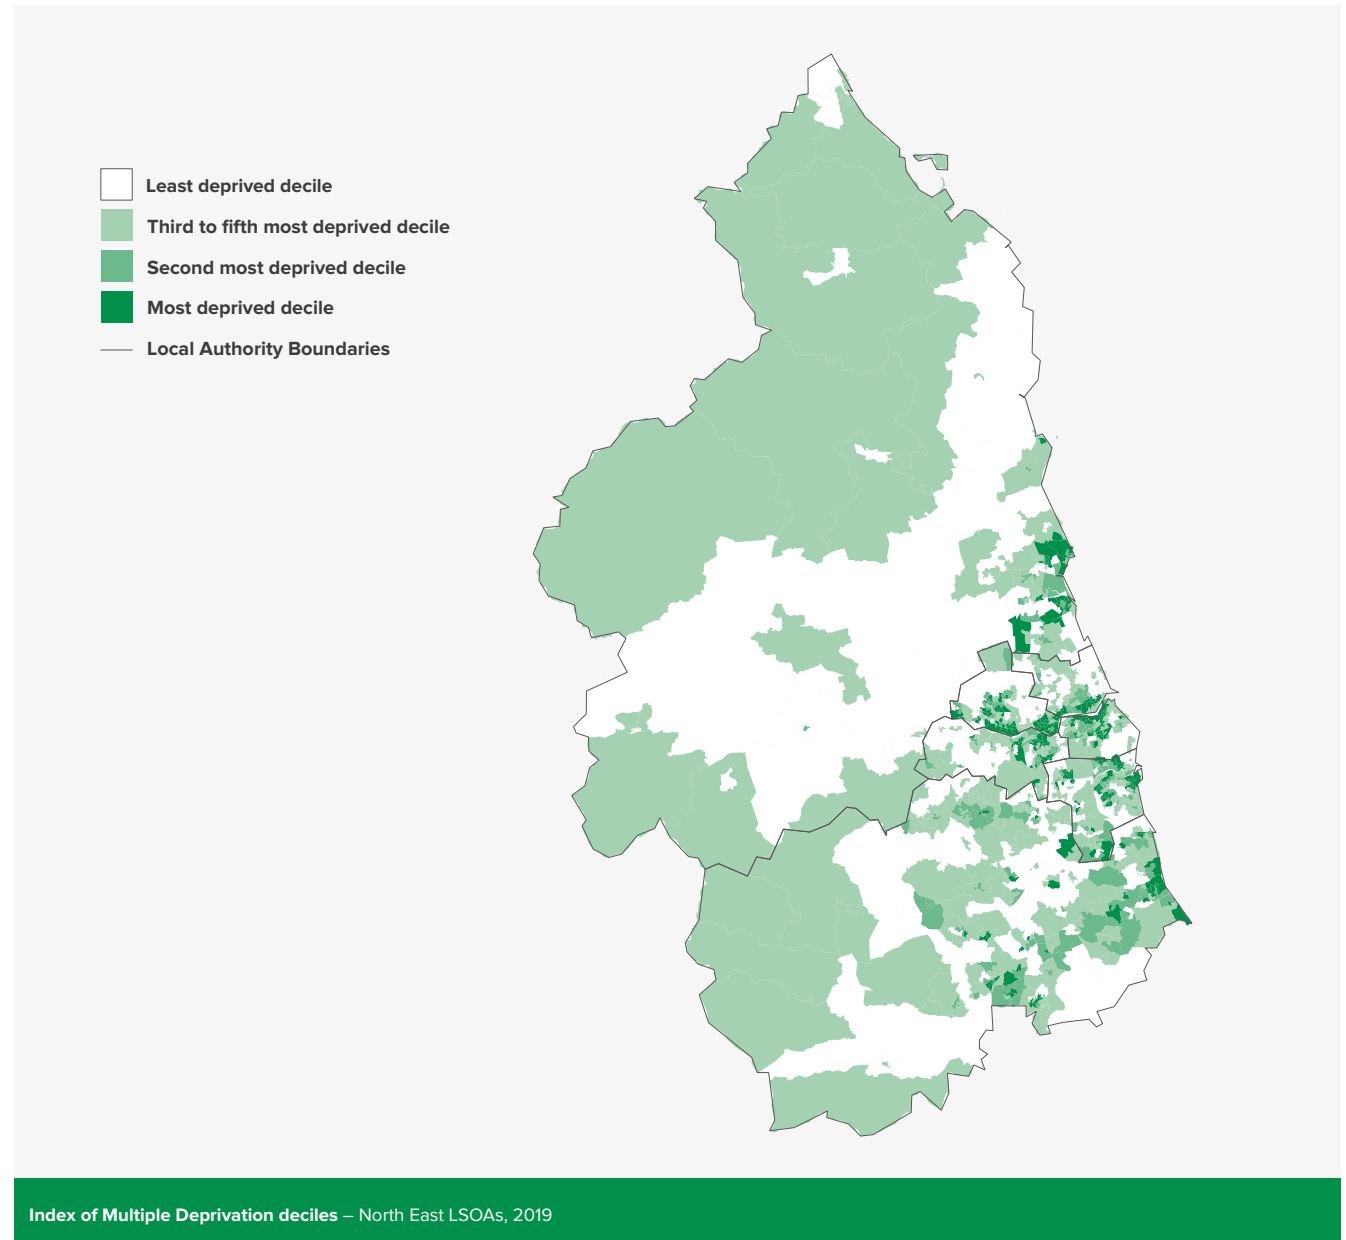 Least deprived decile
Third to fifth most deprived decile
Second most deprived decile
Most deprived decile
Local Authority Boundaries
Index of Multiple Deprivation deciles – North East LSOAs, 2019